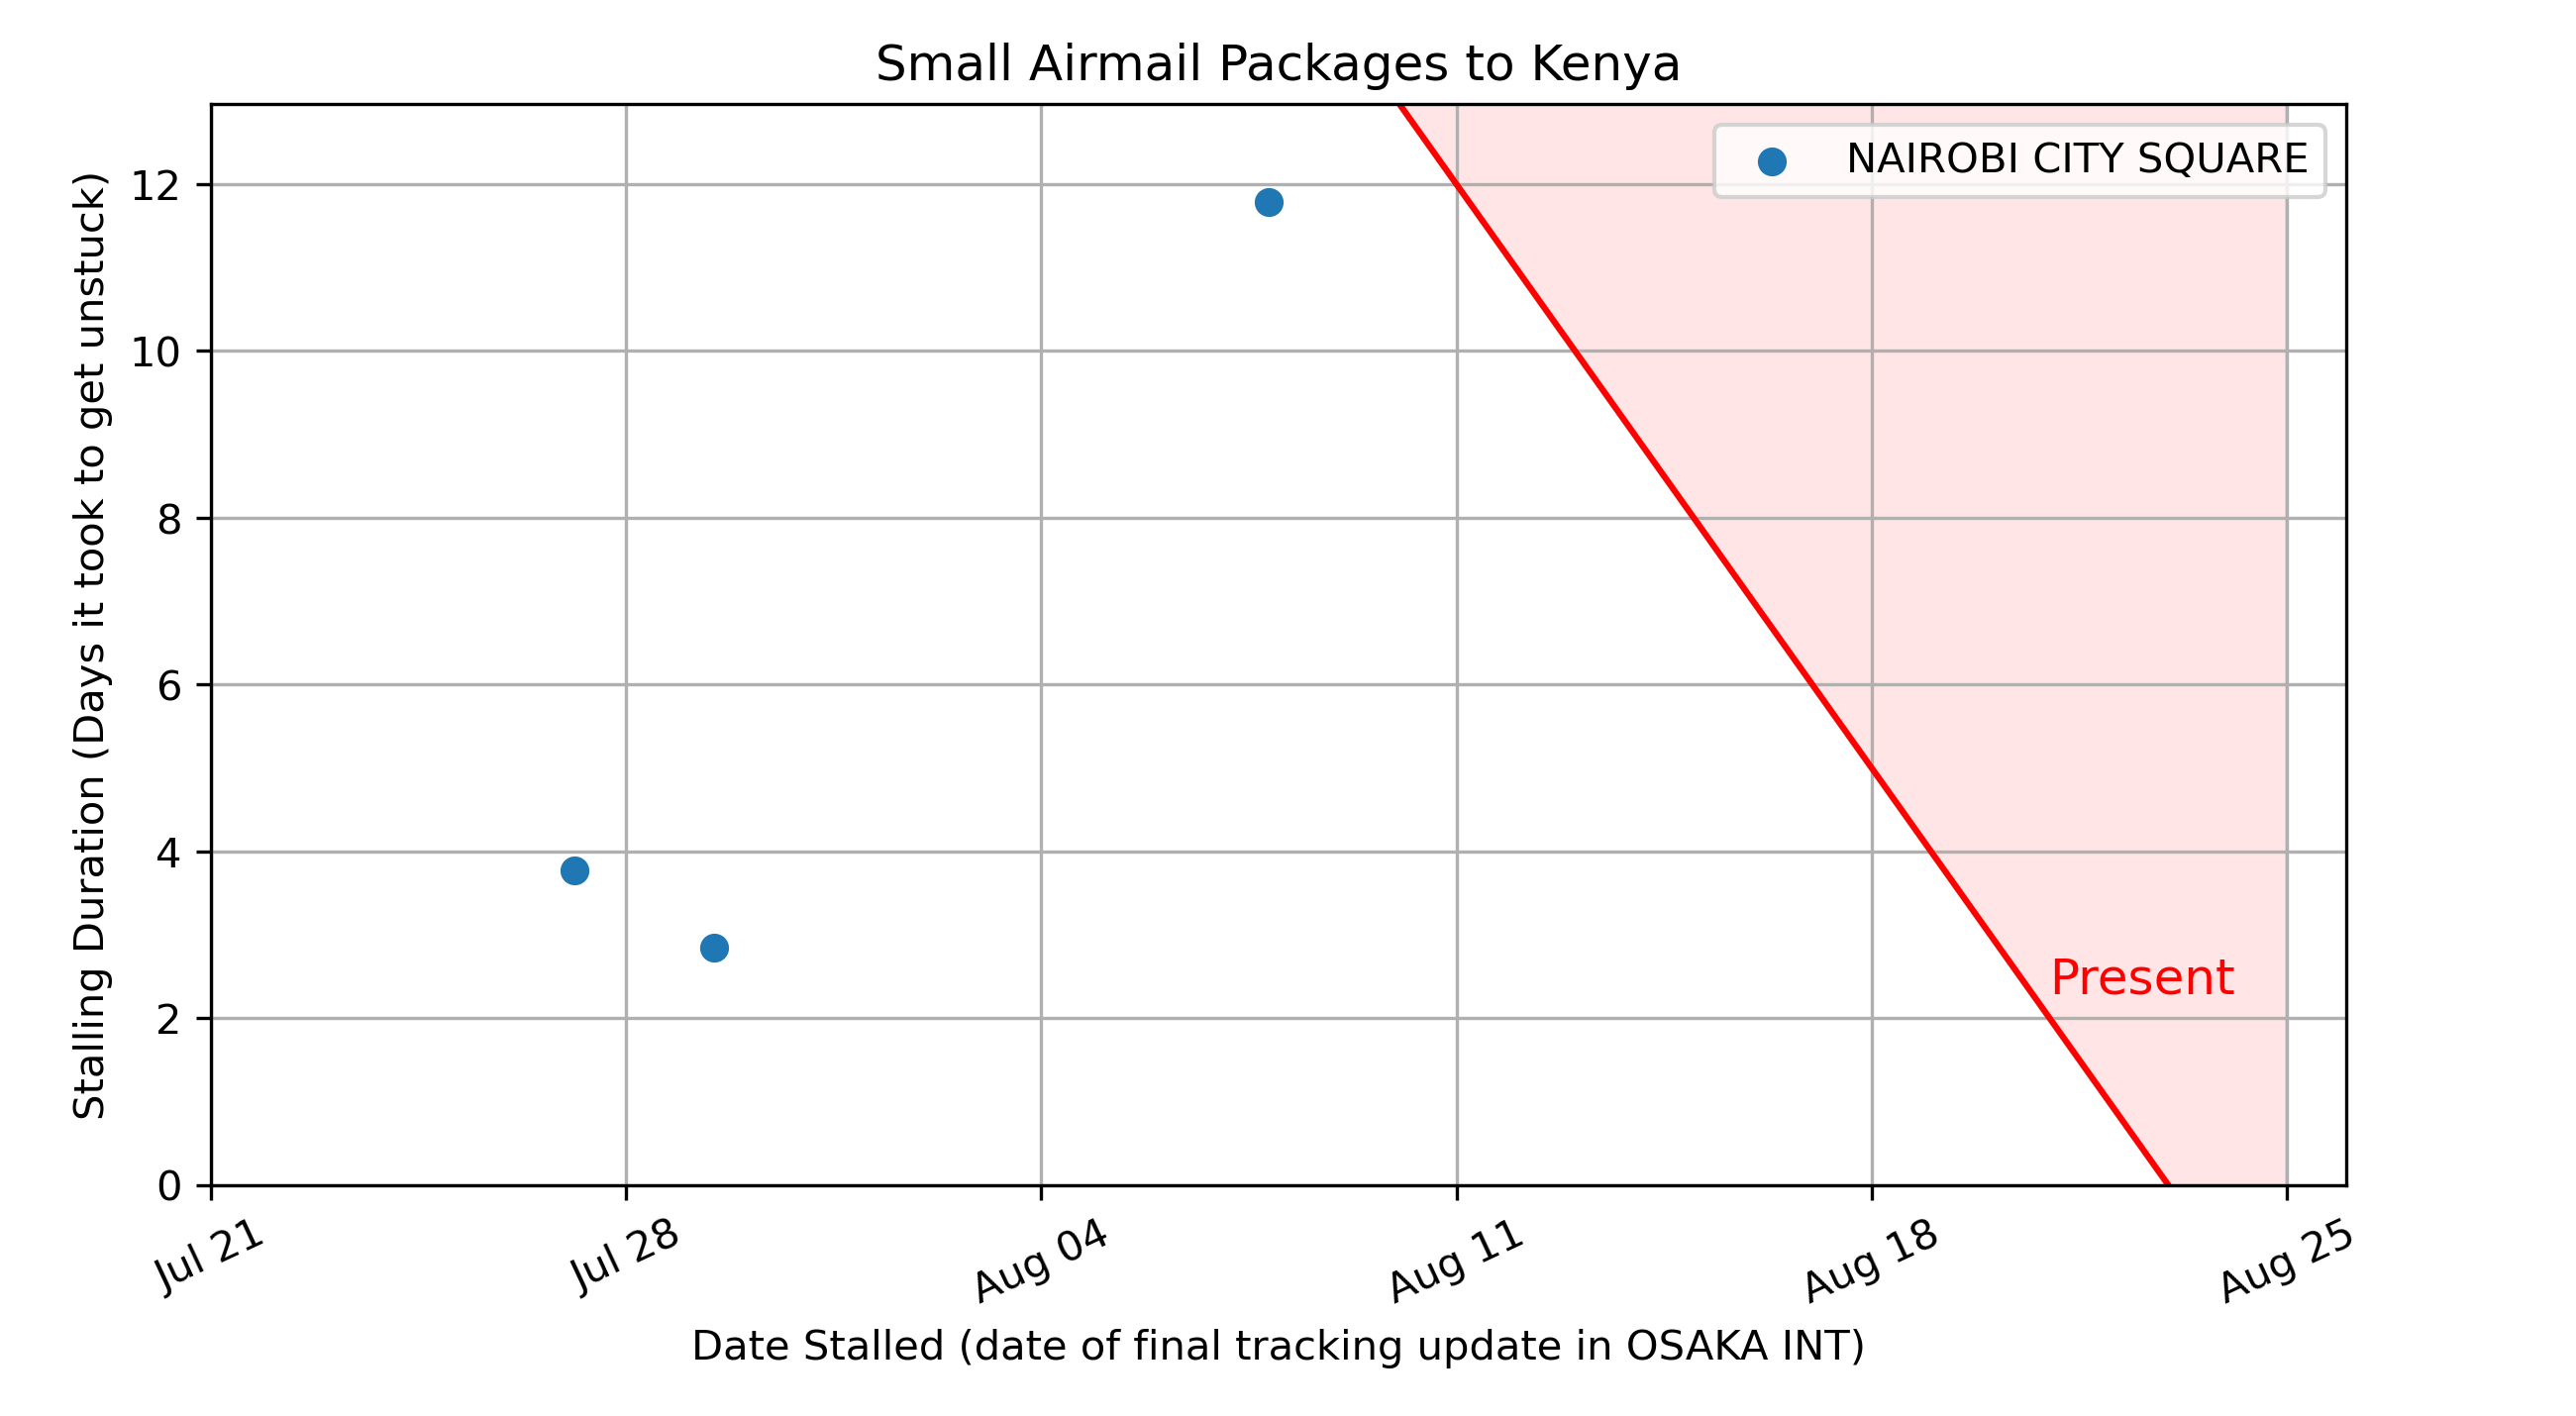 Small Airmail Packages to Kenya
NAIROBI CITY SQUARE
Stalling Duration (Days it took to get unstuck)
12
10
8
6
4
2
0
Present
Jul 21
Jul 28
Aug 04
Aug 11
Aug 18
Aug 25
Date Stalled (date of final tracking update in OSAKA INT)